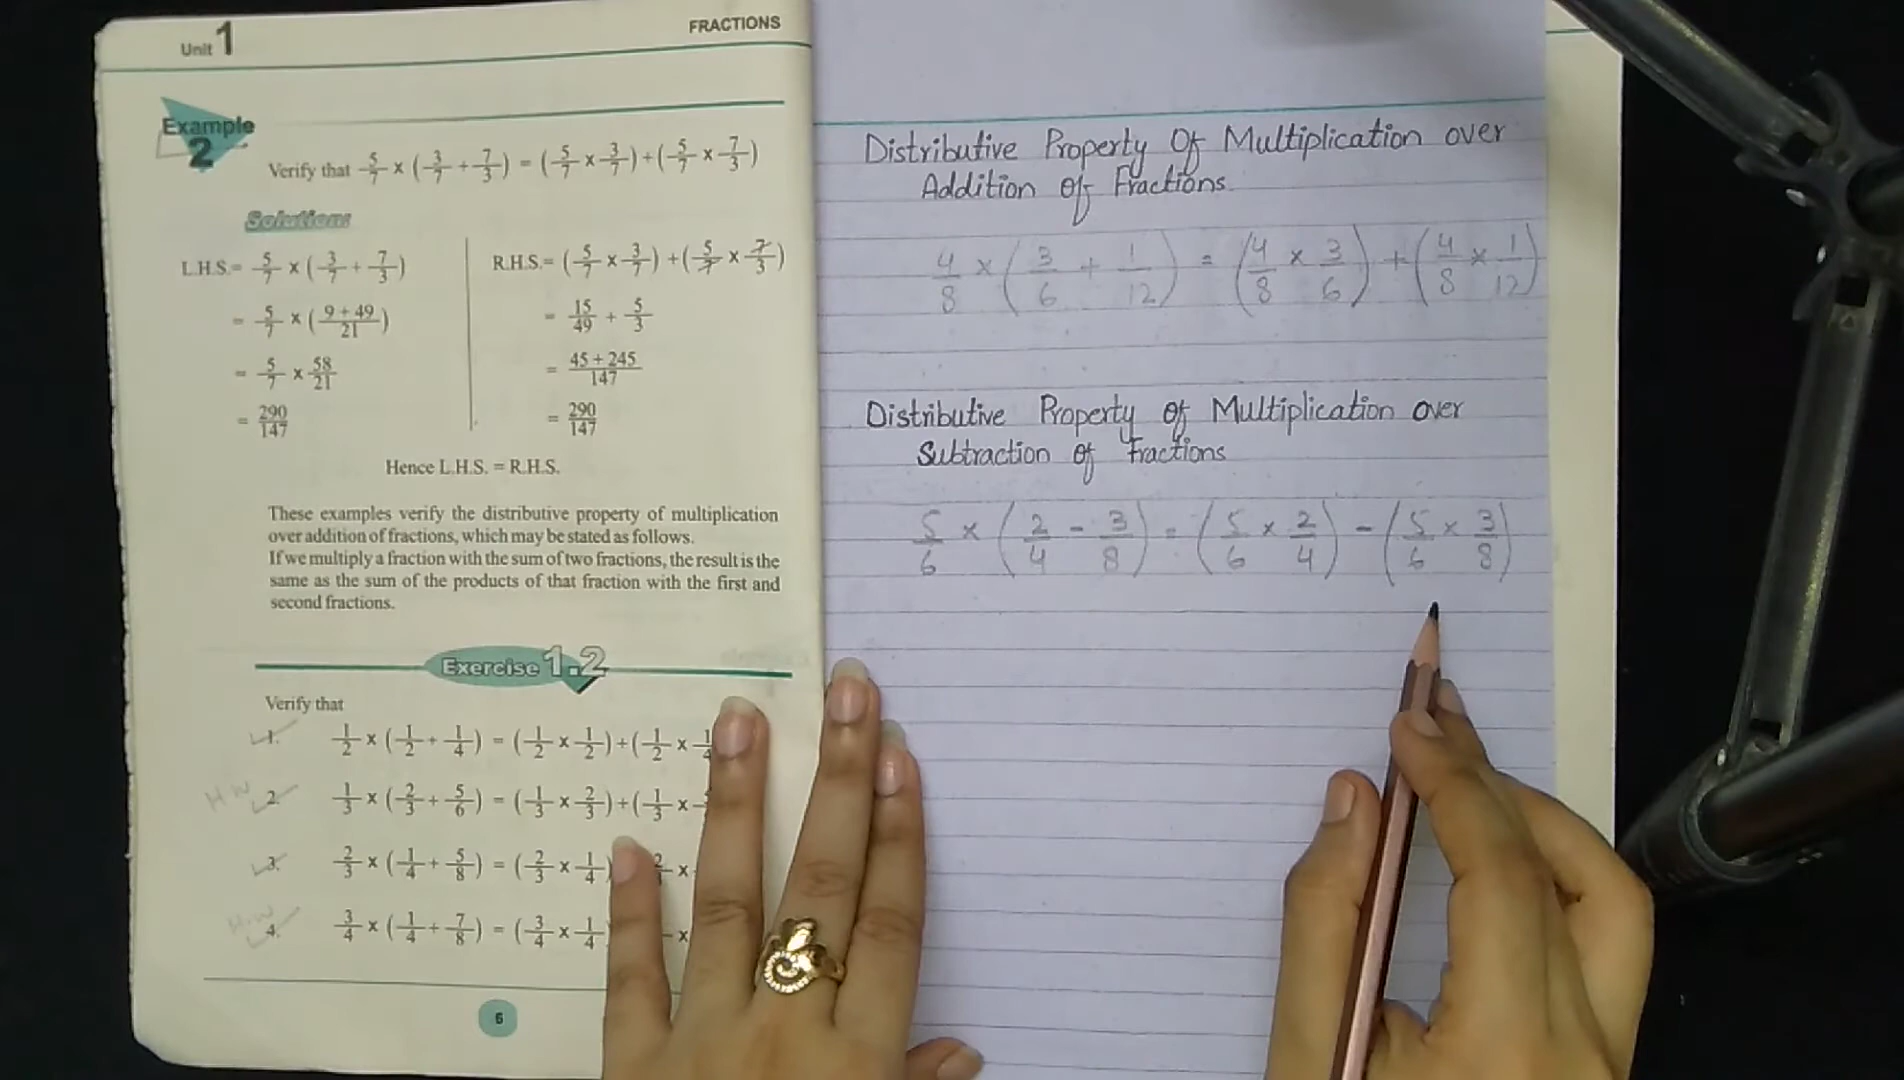 Unit 1
FRACTIONS
Example
2
Verify that 5/7 × (3/7 + 7/3) = (5/7 × 3/7) + (5/7 × 7/3)
Solution:
L.H.S.= 5/7 × (3/7 + 7/3)
= 5/7 × (9 + 49/21)
= 5/7 × 58/21
= 290/147
R.H.S.= (5/7 × 3/7) + (5/7 × 7/3)
= 15/49 + 5/3
= 45 + 245/147
= 290/147
Hence L.H.S. = R.H.S.
These examples verify the distributive property of multiplication
over addition of fractions, which may be stated as follows.
If we multiply a fraction with the sum of two fractions, the result is the
same as the sum of the products of that fraction with the first and
second fractions.
Exercise 1.2
Verify that
1. 1/2 × (1/2 + 1/4) = (1/2 × 1/2) + (1/2 × 1/4
H.W 2. 1/3 × (2/3 + 5/6) = (1/3 × 2/3) + (1/3 ×
3. 2/3 × (1/4 + 5/8) = (2/3 × 1/4) ×
H.W 4. 3/4 × (1/4 + 7/8) = (3/4 × 1/4 ×
6
Distributive Property Of Multiplication over
Addition of Fractions.
4/8 × (3/6 + 1/12) = (4/8 × 3/6) + (4/8 × 1/12)
Distributive Property of Multiplication over
Subtraction of Fractions
5/6 × (2/4 - 3/8) = (5/6 × 2/4) - (5/6 × 3/8)